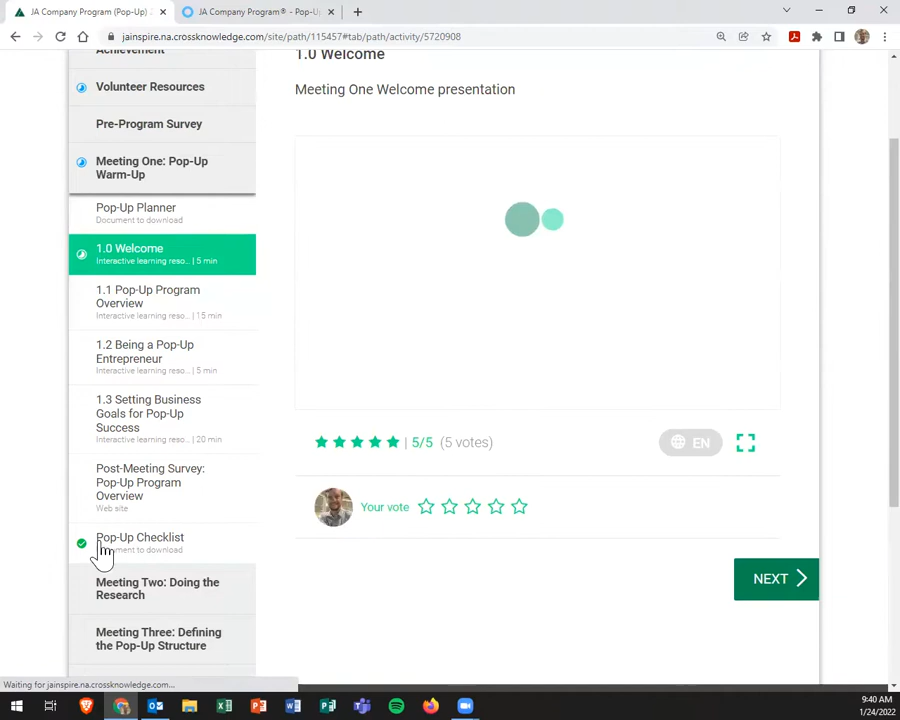 JA Company Program (Pop-Up)
JA Company Program® - Pop-Up
jainspire.na.crossknowledge.com/site/path/115457#tab/path/activity/5720908
Achievement
Volunteer Resources
Pre-Program Survey
Meeting One: Pop-Up
Warm-Up
Pop-Up Planner
Document to download
1.0 Welcome
Interactive learning reso... | 5 min
1.1 Pop-Up Program
Overview
Interactive learning reso... | 15 min
1.2 Being a Pop-Up
Entrepreneur
Interactive learning reso... | 5 min
1.3 Setting Business
Goals for Pop-Up
Success
Interactive learning reso... | 20 min
Post-Meeting Survey:
Pop-Up Program
Overview
Web site
Pop-Up Checklist
Document to download
Meeting Two: Doing the
Research
Meeting Three: Defining
the Pop-Up Structure
1.0 Welcome
Meeting One Welcome presentation
5/5 (5 votes)
EN
Your vote
NEXT
Waiting for jainspire.na.crossknowledge.com...
9:40 AM
1/24/2022